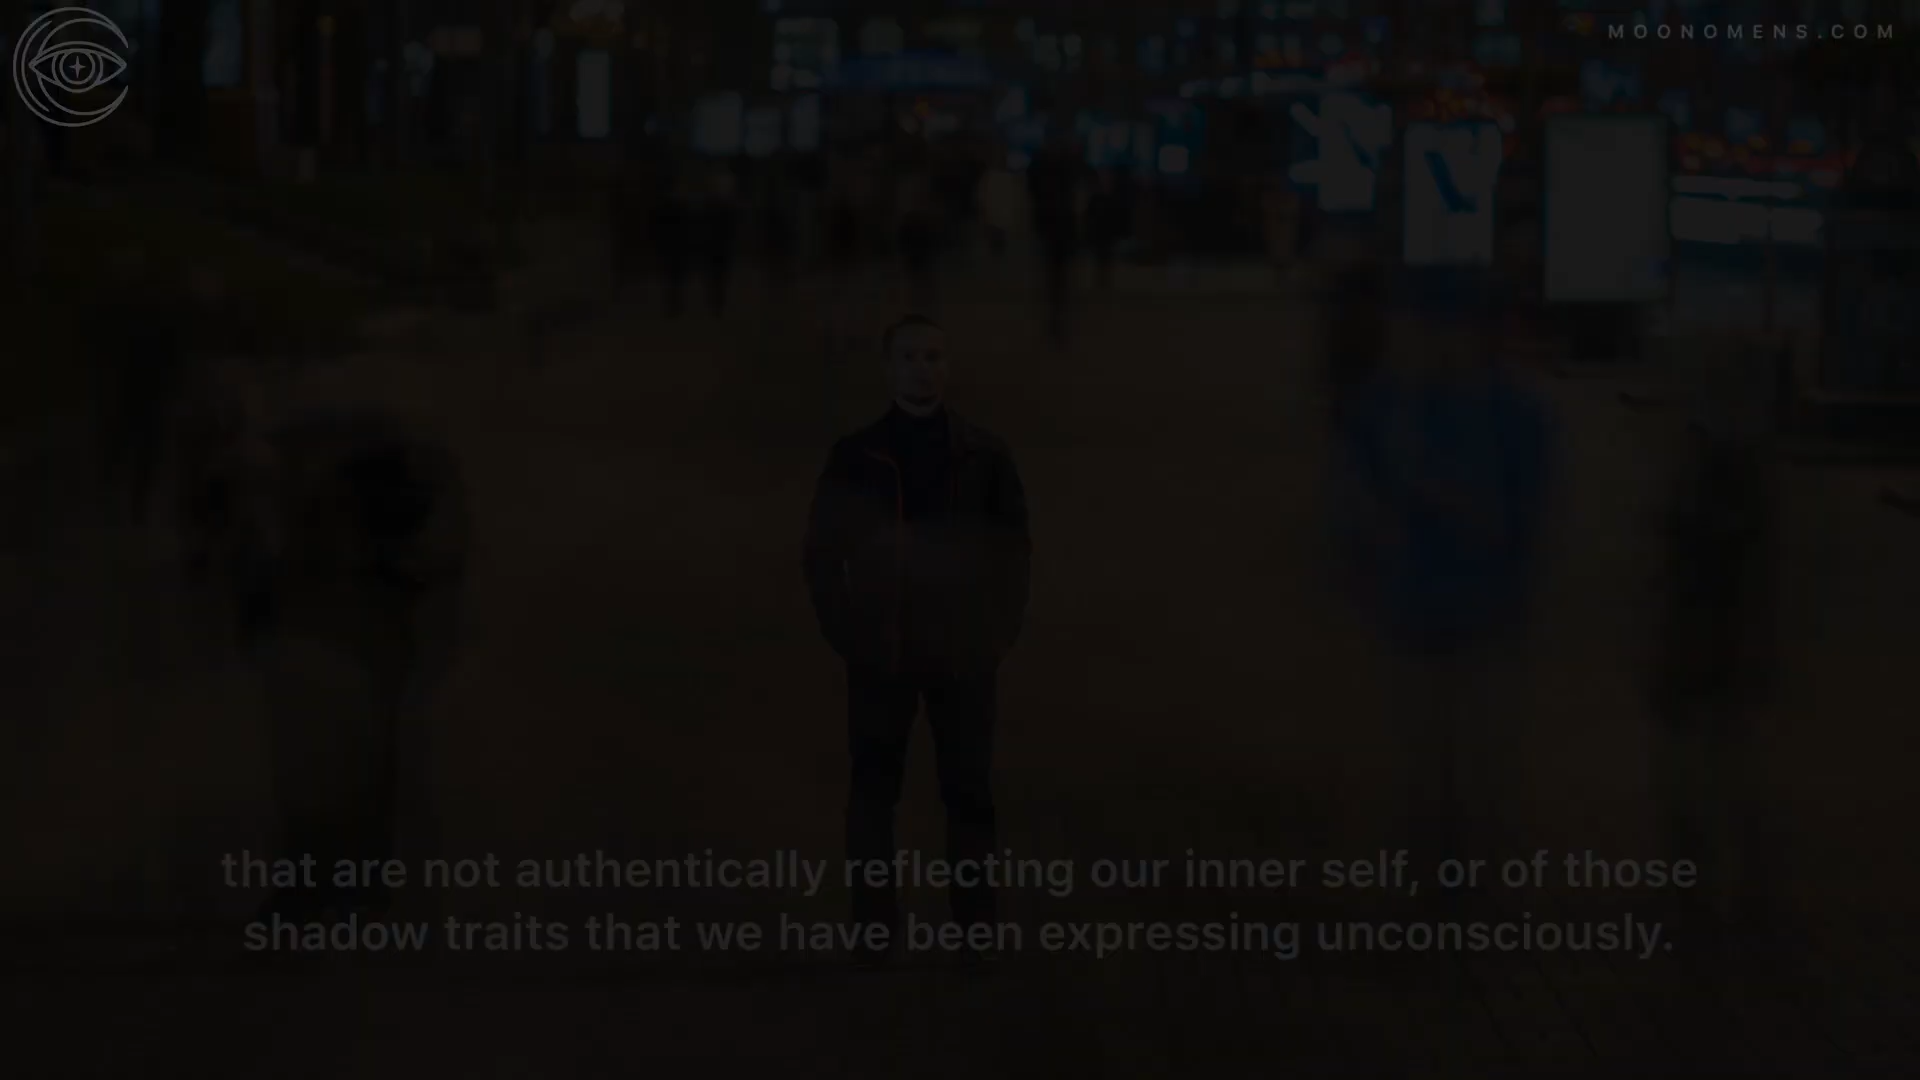 MOONOMENS.COM
that are not authentically reflecting our inner self, or of those
shadow traits that we have been expressing unconsciously.